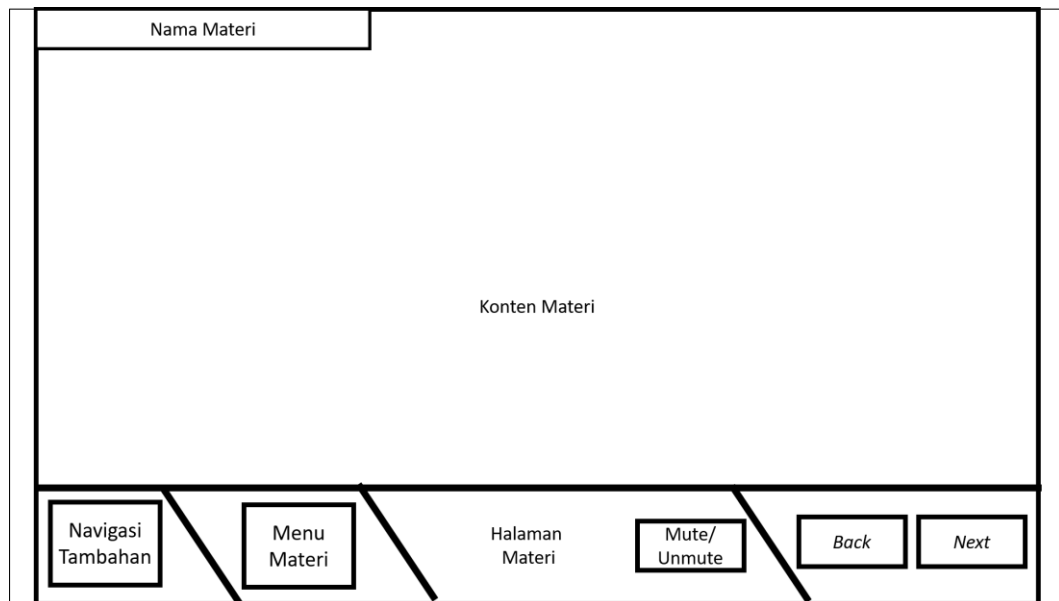 Nama Materi
Konten Materi
Navigasi
Tambahan
Menu
Materi
Halaman
Materi
Mute/
Unmute
Back
Next